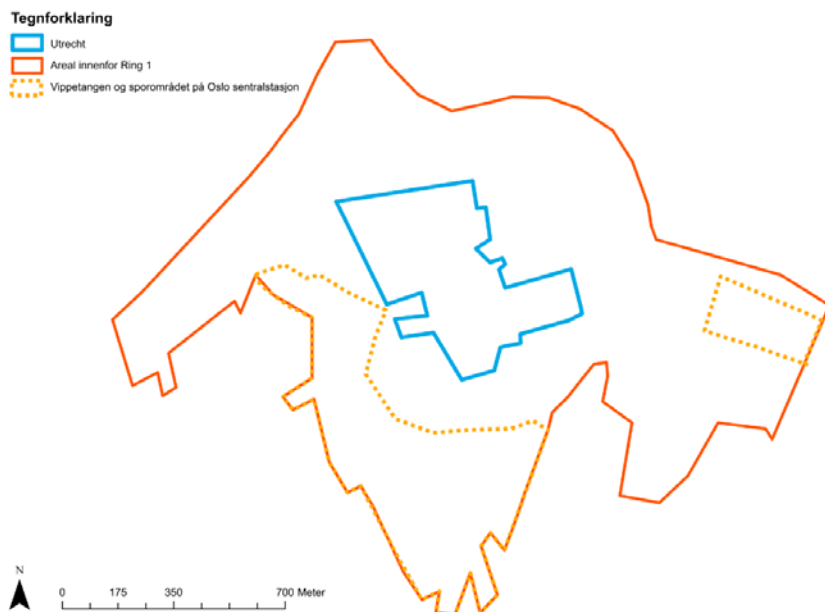 Tegnforklaring
Utrecht
Areal innenfor Ring 1
Vippetangen og sporområdet på Oslo sentralstasjon
N
0 175 350 700 Meter